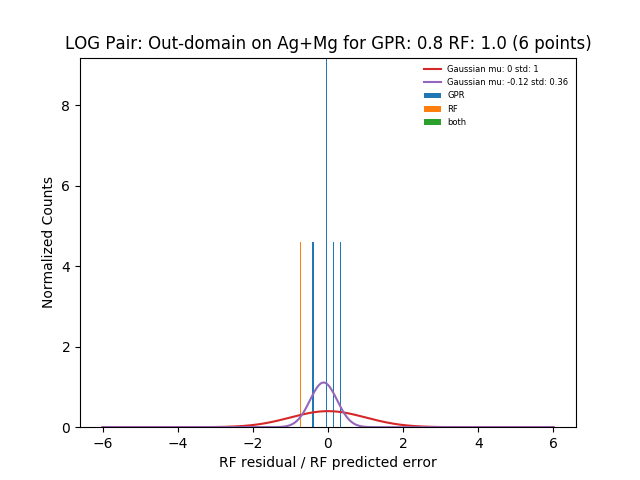 LOG Pair: Out-domain on Ag+Mg for GPR: 0.8 RF: 1.0 (6 points)
Gaussian mu: 0 std: 1
Gaussian mu: -0.12 std: 0.36
GPR
RF
both
Normalized Counts
8
6
4
2
0
−6
−4
−2
0
2
4
6
RF residual / RF predicted error